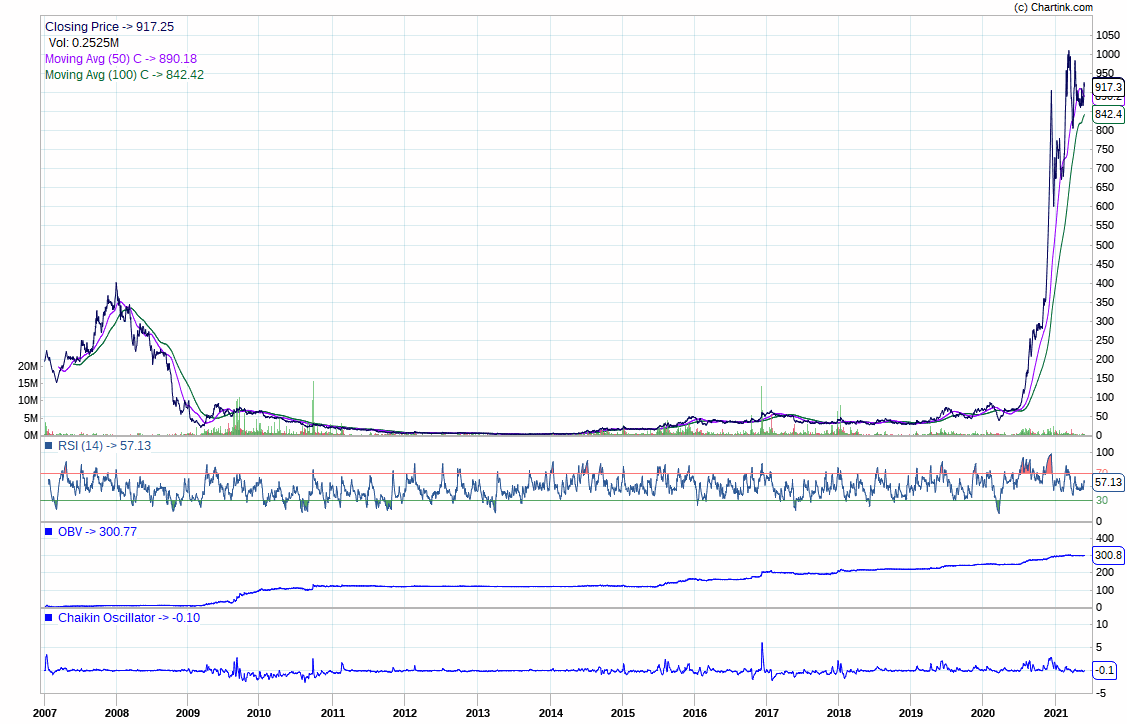 (c) Chartink.com
Closing Price -> 917.25
Vol: 0.2525M
Moving Avg (50) C -> 890.18
Moving Avg (100) C -> 842.42
1050
1000
950
917.3
842.4
800
750
700
650
600
550
500
450
400
350
300
250
200
150
100
50
0
20M
15M
10M
5M
0M
RSI (14) -> 57.13
100
70
57.13
30
0
OBV -> 300.77
400
300.8
200
100
0
Chaikin Oscillator -> -0.10
10
5
-0.1
-5
2007 2008 2009 2010 2011 2012 2013 2014 2015 2016 2017 2018 2019 2020 2021